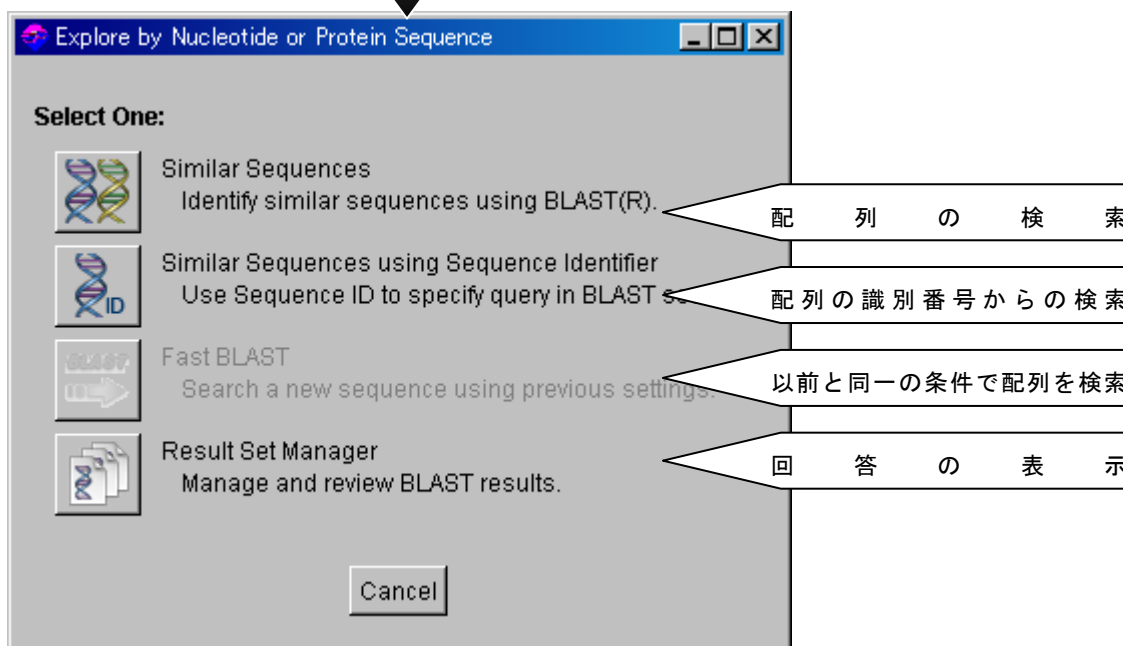 Explore by Nucleotide or Protein Sequence
Select One:
Similar Sequences
Identify similar sequences using BLAST(R).
配列の検索
Similar Sequences using Sequence Identifier
ID
Use Sequence ID to specify query in BLAST
配列の識別番号からの検索
BLAST
Fast BLAST
Search a new sequence using previous settings.
以前と同一の条件で配列を検索
Result Set Manager
Manage and review BLAST results.
回答の表示
Cancel